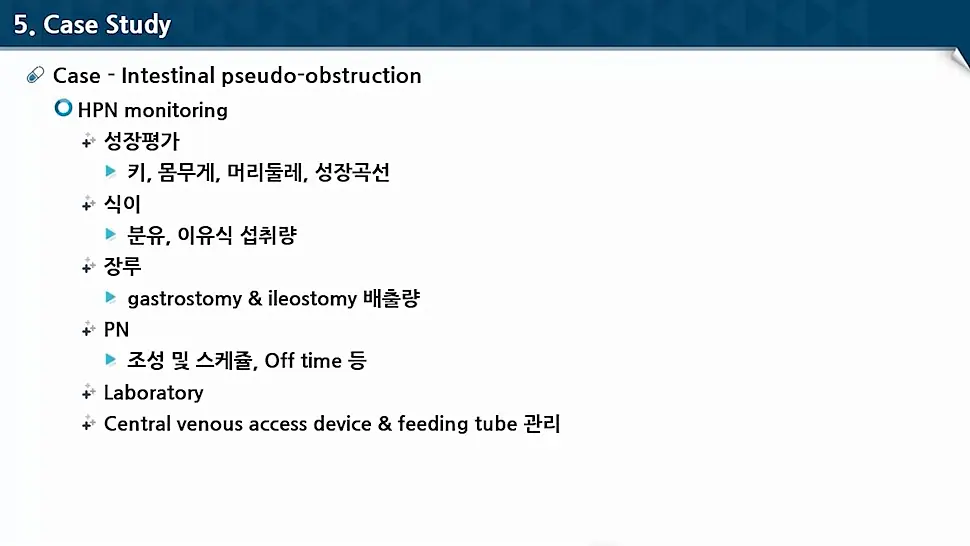 5. Case Study
Case - Intestinal pseudo-obstruction
HPN monitoring
성장평가
키, 몸무게, 머리둘레, 성장곡선
식이
분유, 이유식 섭취량
장루
gastrostomy & ileostomy 배출량
PN
조성 및 스케쥴, Off time 등
Laboratory
Central venous access device & feeding tube 관리